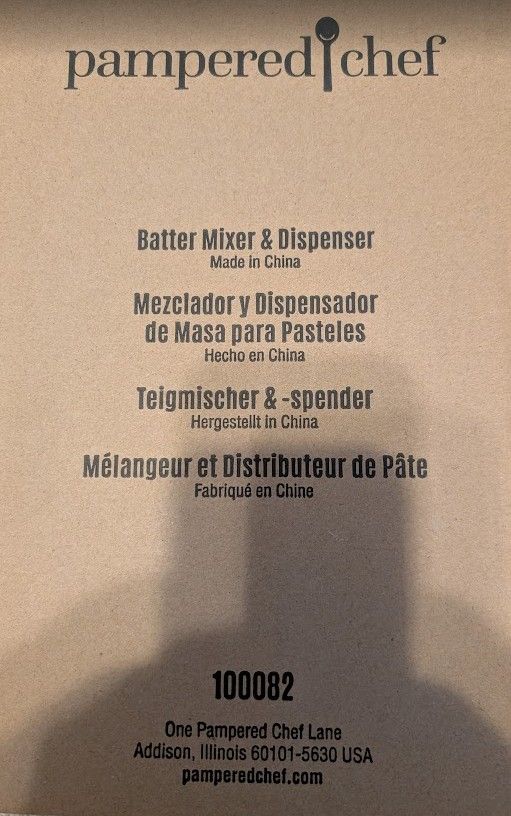 pampered chef
Batter Mixer & Dispenser
Made in China
Mezclador y Dispensador
de Masa para Pasteles
Hecho en China
Teigmischer & -spender
Hergestellt in China
Mélangeur et Distributeur de Pâte
Fabriqué en Chine
100082
One Pampered Chef Lane
Addison, Illinois 60101-5630 USA
pamperedchef.com